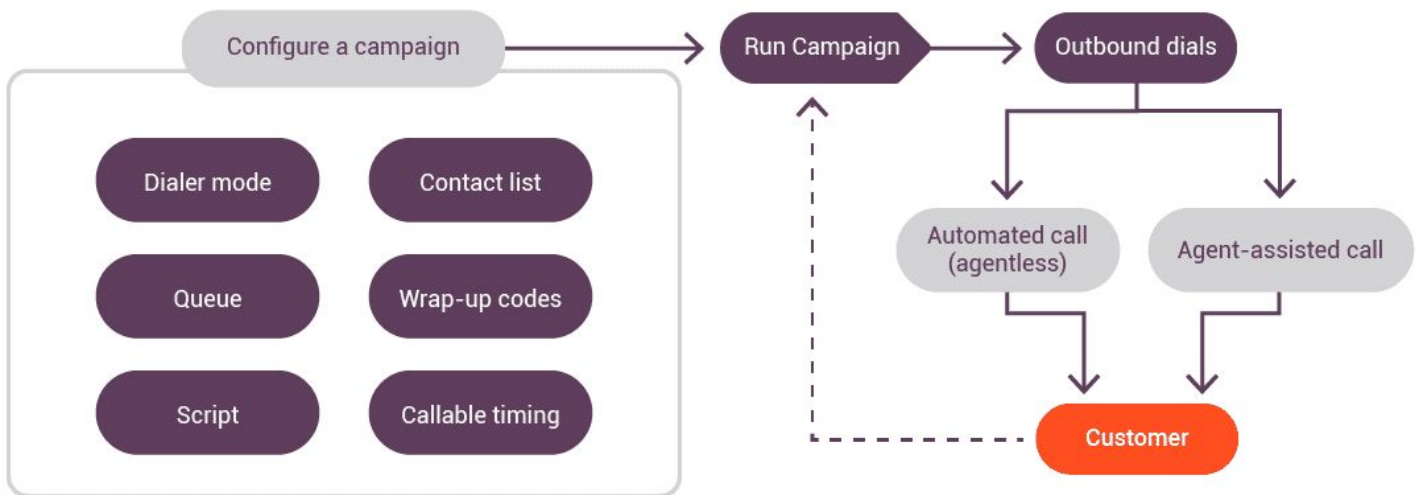 Configure a campaign
Run Campaign
Outbound dials
Dialer mode
Contact list
Queue
Wrap-up codes
Script
Callable timing
Automated call
(agentless)
Agent-assisted call
Customer